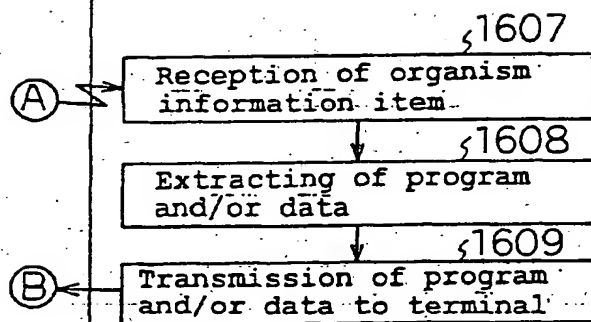 1607
A
Reception of organism
information item
1608
Extracting of program
and/or data
1609
B
Transmission of program
and/or data to terminal